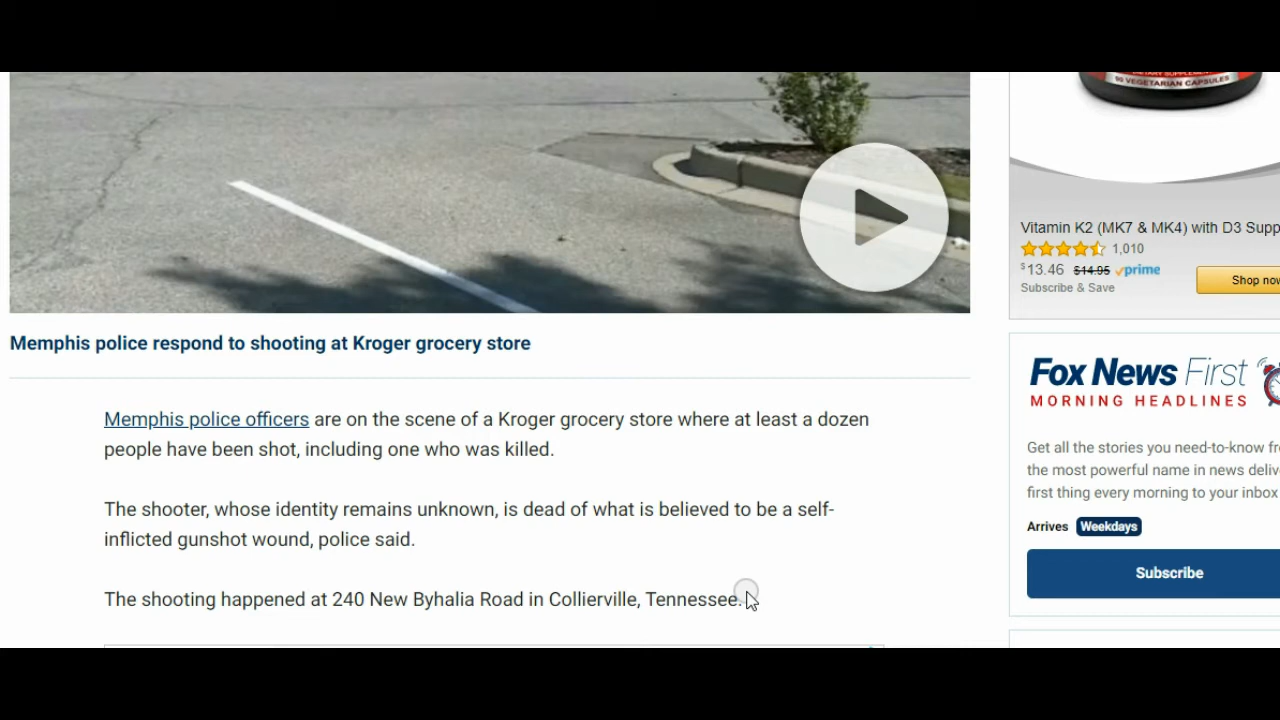 DIETARY SUPPLEMENT
90 VEGETARIAN CAPSULES
Vitamin K2 (MK7 & MK4) with D3 Supp
1,010
$13.46 $14.95 prime
Subscribe & Save
Shop now
Memphis police respond to shooting at Kroger grocery store
Memphis police officers are on the scene of a Kroger grocery store where at least a dozen
people have been shot, including one who was killed.
The shooter, whose identity remains unknown, is dead of what is believed to be a self-
inflicted gunshot wound, police said.
The shooting happened at 240 New Byhalia Road in Collierville, Tennessee.
Fox News First
MORNING HEADLINES
Get all the stories you need-to-know fr
the most powerful name in news deliv
first thing every morning to your inbox
Arrives Weekdays
Subscribe